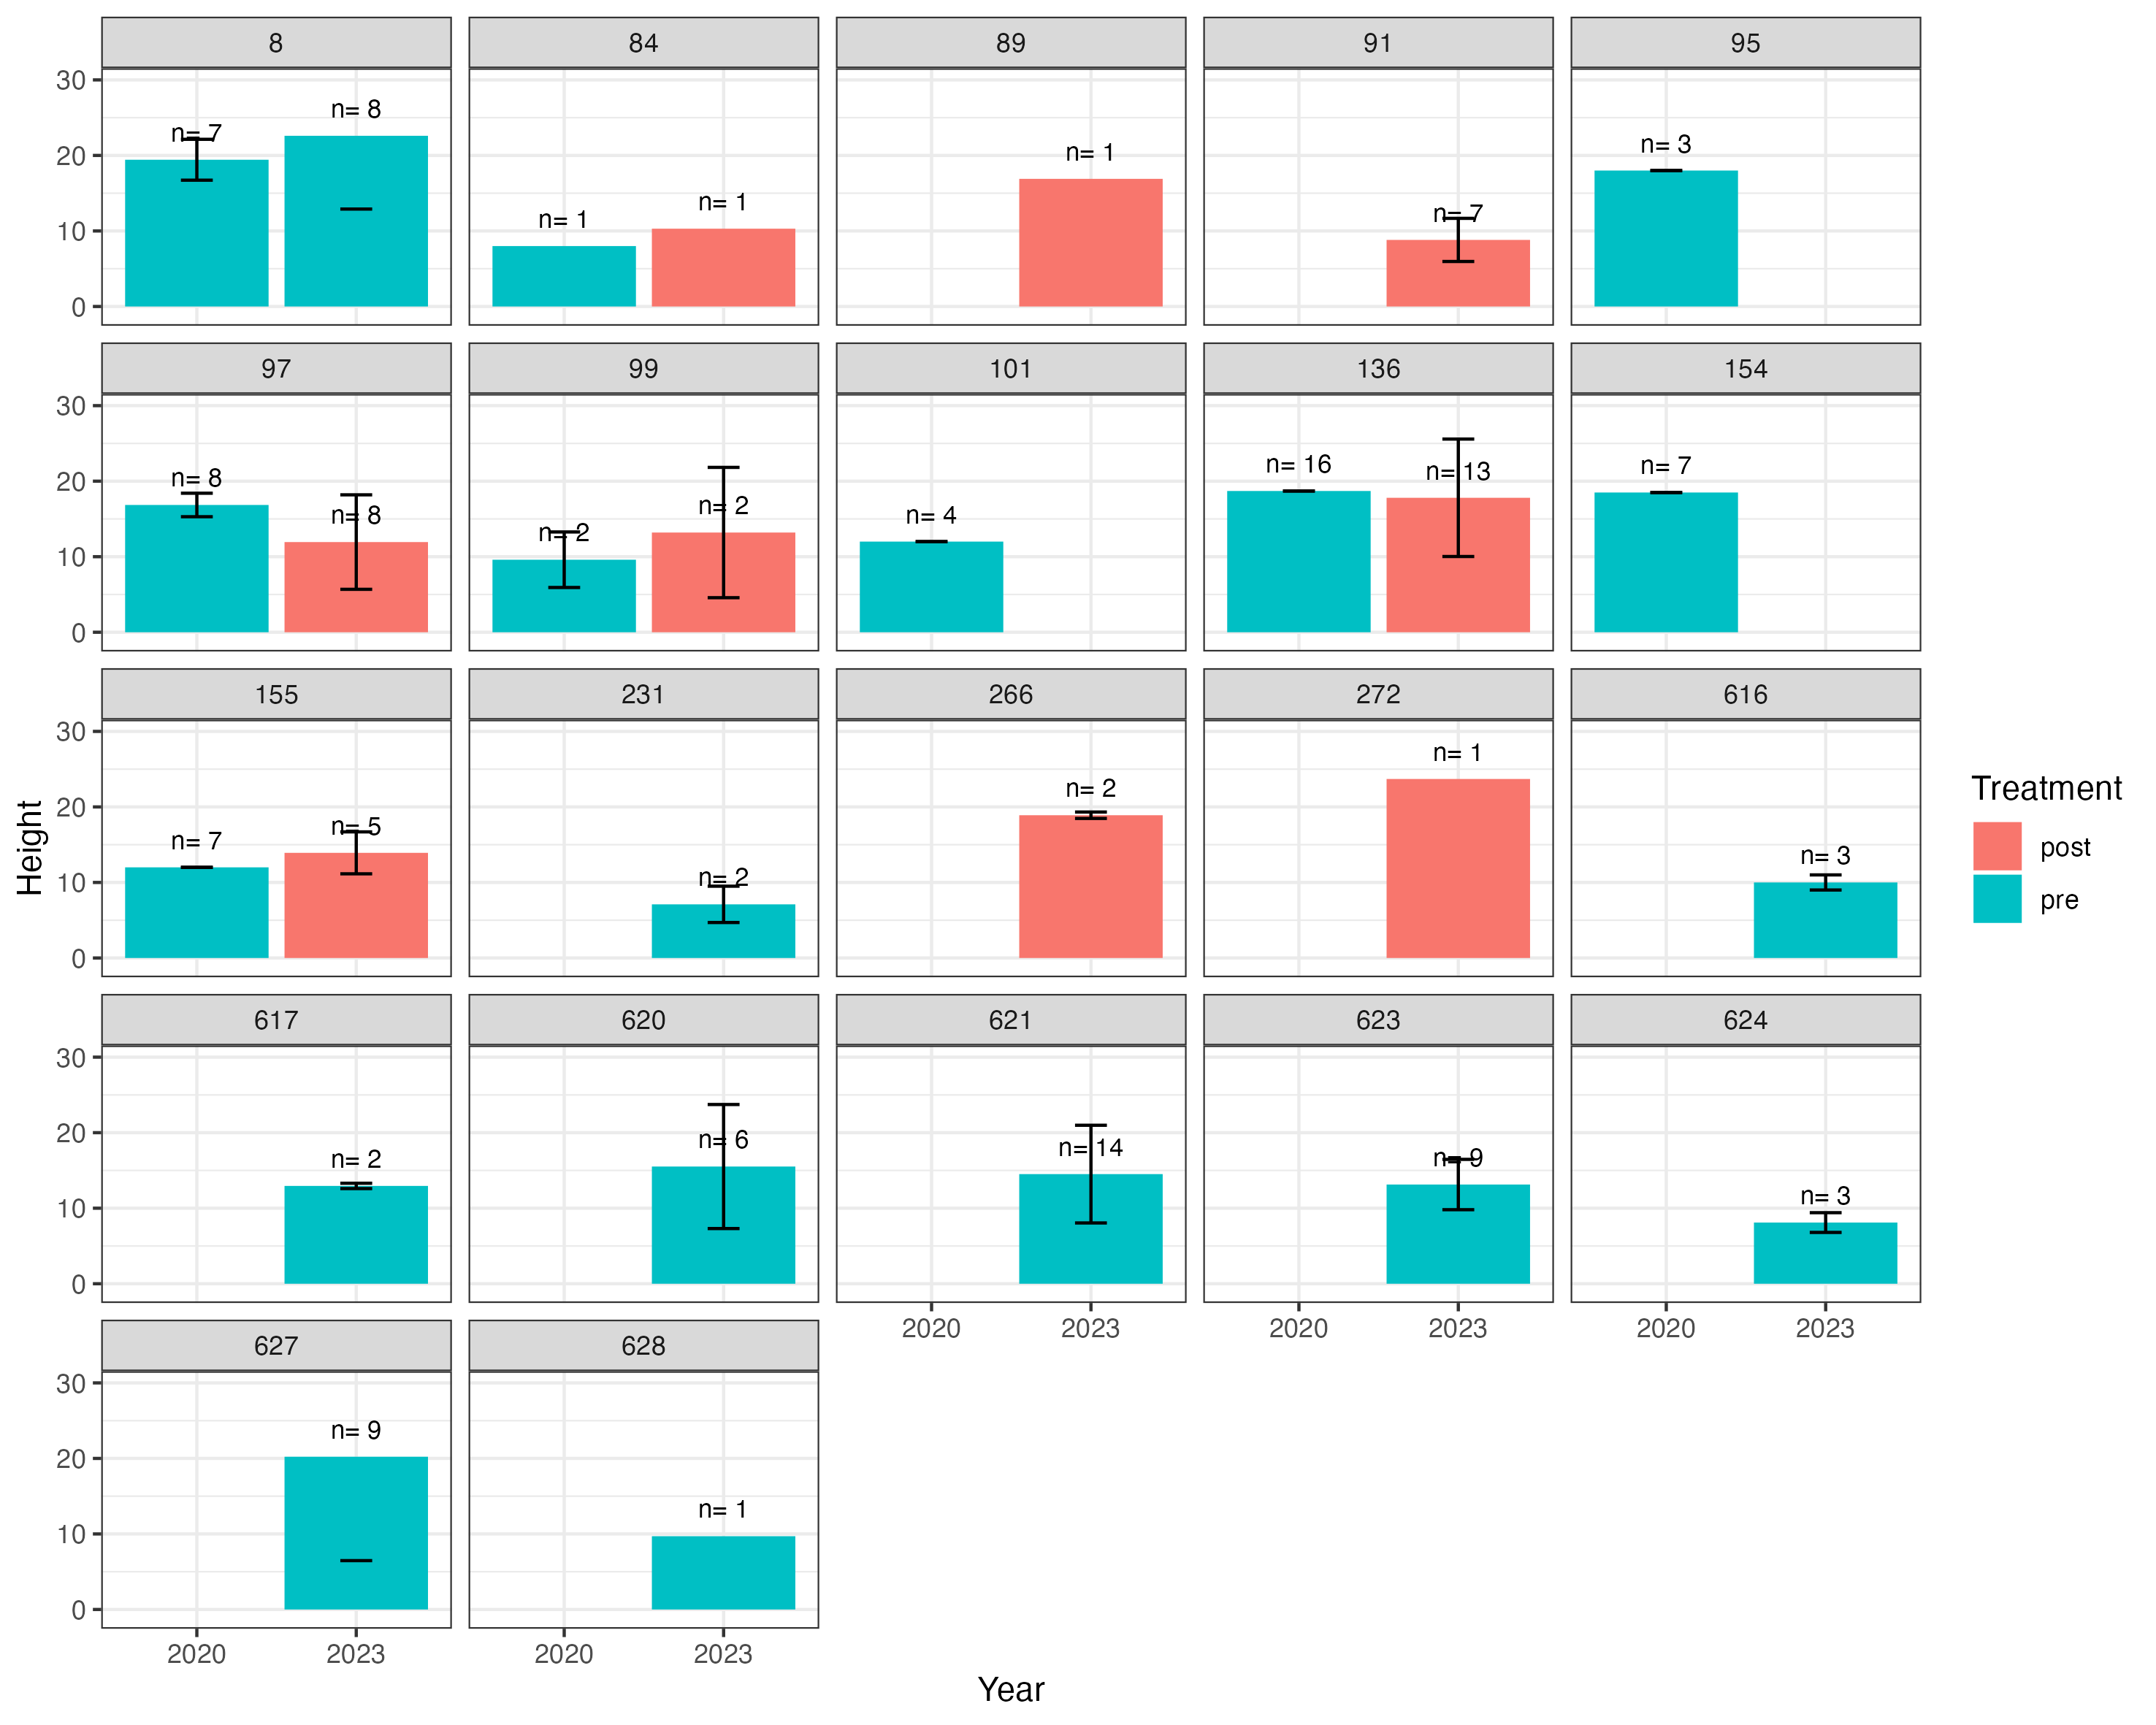 8 84 89 91 95
30
20
10
0
n= 7 n= 8
n= 1 n= 1
n= 1
n= 7
n= 3
97 99 101 136 154
30
20
10
0
n= 8 n= 8
n= 2 n= 2
n= 4
n= 16 n= 13
n= 7
155 231 266 272 616
30
20
10
0
n= 7 n= 5
n= 2
n= 2
n= 1
n= 3
617 620 621 623 624
30
20
10
0
n= 2
n= 6
n= 14
n= 9
n= 3
2020 2023 2020 2023 2020 2023
627 628
30
20
10
0
n= 9
n= 1
2020 2023 2020 2023
Year
Height
Treatment
post
pre